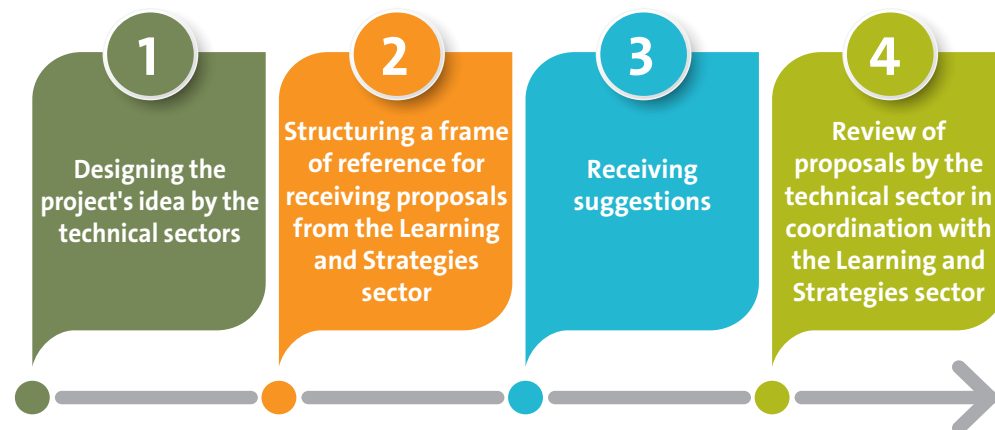 1
Designing the
project's idea by the
technical sectors
2
Structuring a frame
of reference for
receiving proposals
from the Learning
and Strategies
sector
3
Receiving
suggestions
4
Review of
proposals by the
technical sector in
coordination with
the Learning and
Strategies sector